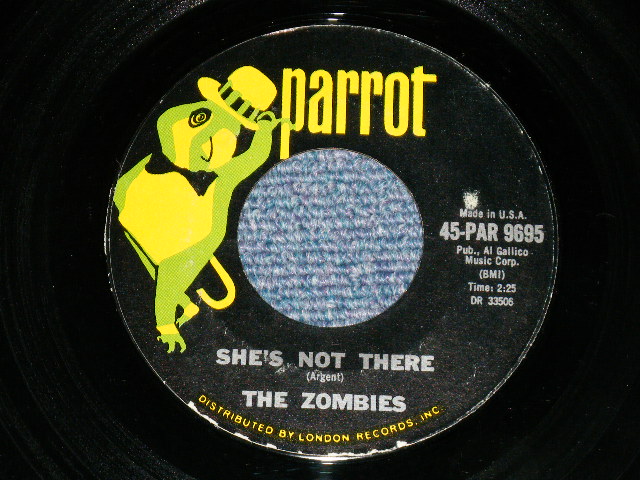 parrot
Made in U.S.A.
45-PAR 9695
Pub., Al Gallico
Music Corp.
(BMI)
Time: 2:25
DR 33506
SHE'S NOT THERE
(Argent)
THE ZOMBIES
DISTRIBUTED BY LONDON RECORDS, INC.